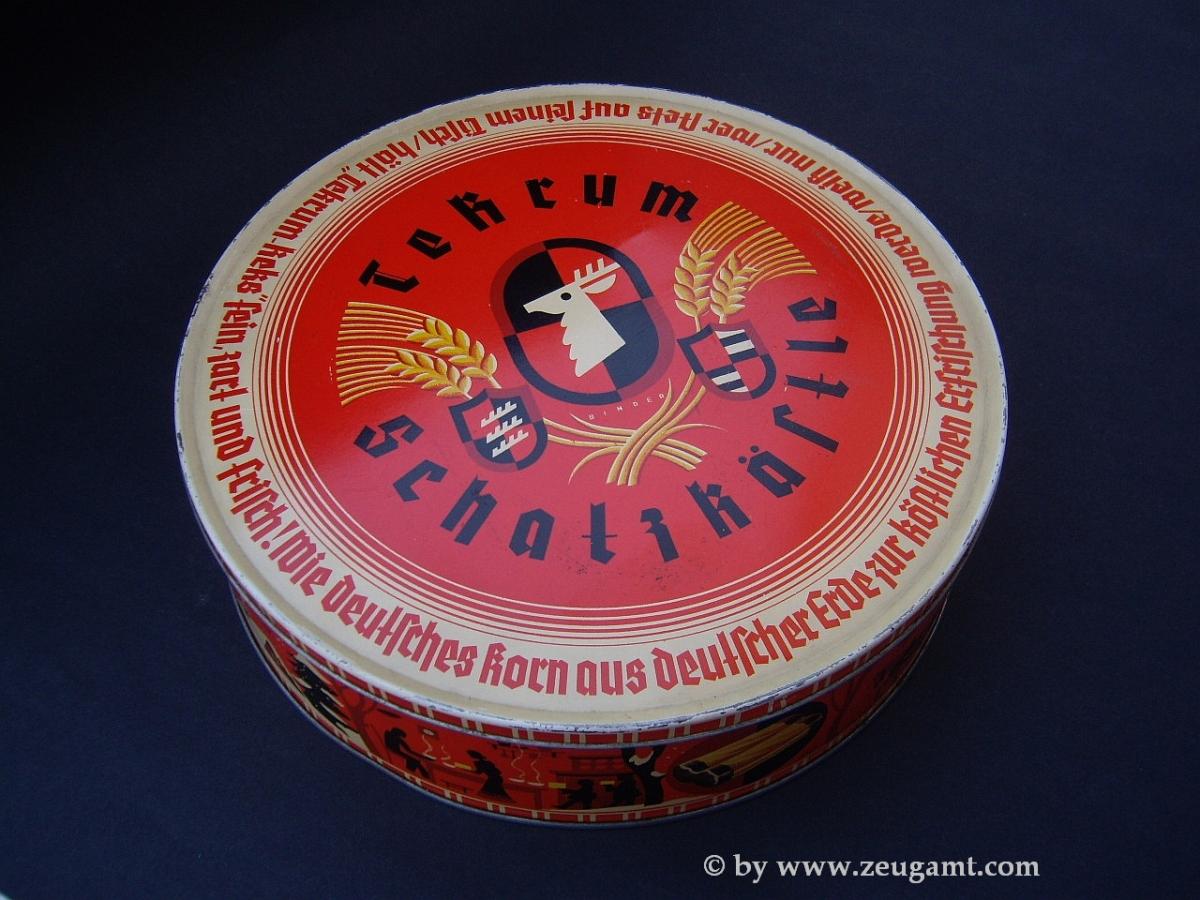 Tekrum
Schatzkästle
BINDER
Wie deutsches Korn aus deutscher Erde zur köstlichen Erfrischung werde/weiß nur/wer stets auf seinem Tisch/hält „Tekrum-Keks" fein, zart und frisch!
© by www.zeugamt.com